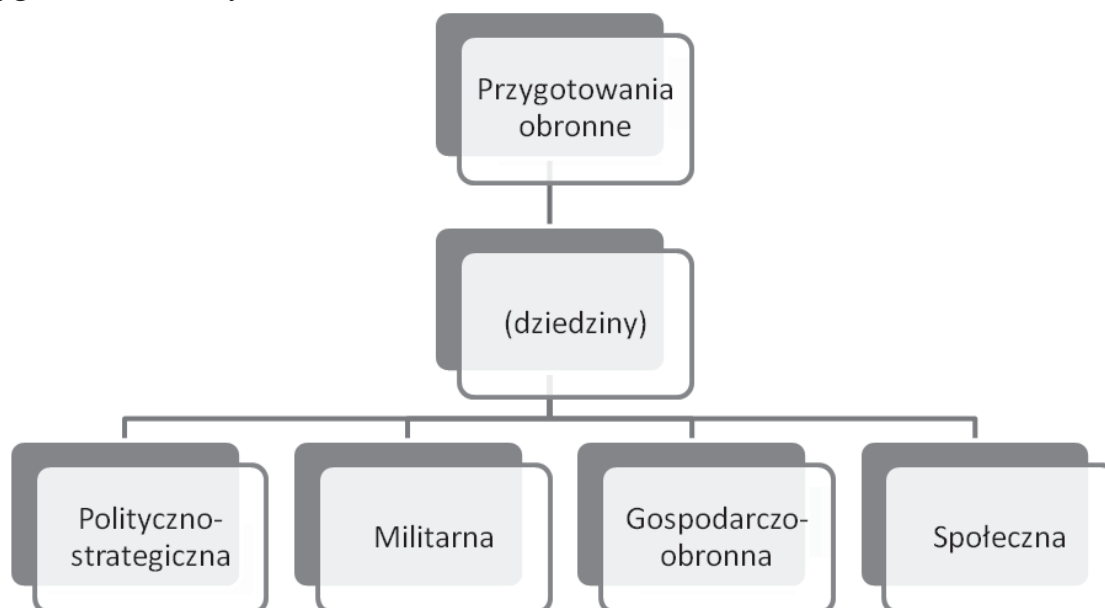 Przygotowania
obronne
(dziedziny)
Polityczno-
strategiczna
Militarna
Gospodarczo-
obronna
Społeczna